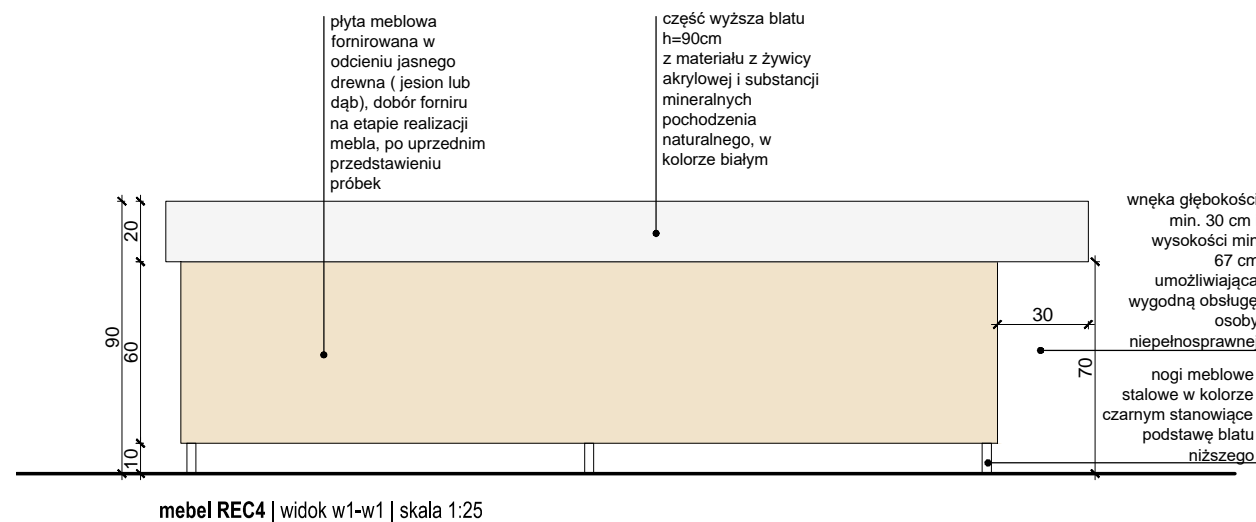 płyta meblowa
fornirowana w
odcieniu jasnego
drewna ( jesion lub
dąb), dobór forniru
na etapie realizacji
mebla, po uprzednim
przedstawieniu
próbek
część wyższa blatu
h=90cm
z materiału z żywicy
akrylowej i substancji
mineralnych
pochodzenia
naturalnego, w
kolorze białym
20
90
60
10
30
70
wnęka głębokości
min. 30 cm
wysokości min
67 cm
umożliwiająca
wygodną obsługę
osoby
niepełnosprawnej
nogi meblowe
stalowe w kolorze
czarnym stanowiące
podstawę blatu
niższego
mebel REC4 | widok w1-w1 | skala 1:25